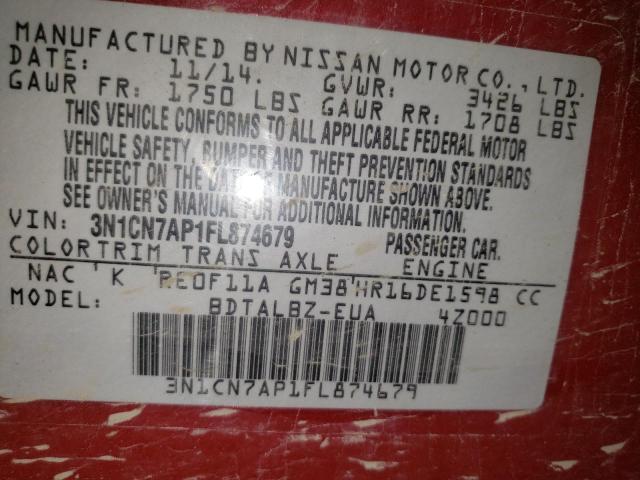 MANUFACTURED BY NISSAN MOTOR CO., LTD.
DATE: 11/14. GVWR: 3426 LBS
GAWR FR: 1750 LBS GAWR RR: 1708 LBS
THIS VEHICLE CONFORMS TO ALL APPLICABLE FEDERAL MOTOR
VEHICLE SAFETY, BUMPER AND THEFT PREVENTION STANDARDS
IN EFFECT ON THE DATE OF MANUFACTURE SHOWN ABOVE.
SEE OWNER'S MANUAL FOR ADDITIONAL INFORMATION.
VIN: 3N1CN7AP1FL874679 PASSENGER CAR.
COLORTRIM TRANS AXLE ENGINE
NAC ' K 'RE0F11A GM38'HR16DE1598 CC
MODEL: BDTALBZ-EUA 4Z000
3N1CN7AP1FL874679